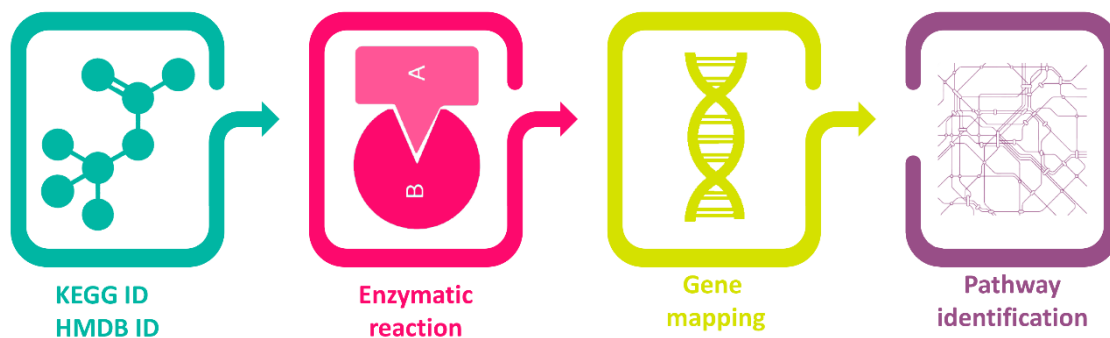 A
B
KEGG ID
HMDB ID
Enzymatic
reaction
Gene
mapping
Pathway
identification